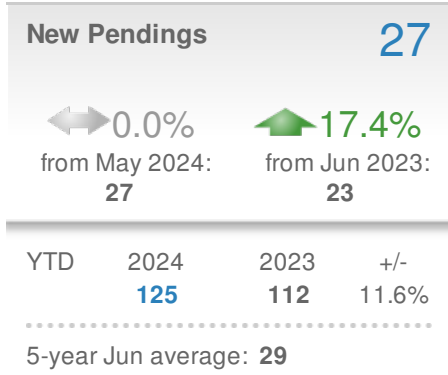 New Pendings 27
0.0% 17.4%
from May 2024: from Jun 2023:
27 23
YTD 2024 2023 +/-
125 112 11.6%
5-year Jun average: 29